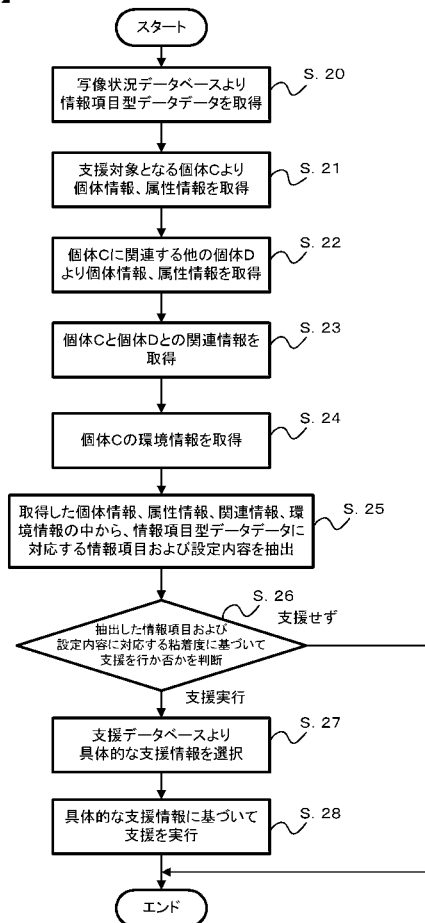 スタート
写像状況データベースより
情報項目型データデータを取得
S. 20
支援対象となる個体Cより
個体情報、属性情報を取得
S. 21
個体Cに関連する他の個体D
より個体情報、属性情報を取得
S. 22
個体Cと個体Dとの関連情報を
取得
S. 23
個体Cの環境情報を取得
S. 24
取得した個体情報、属性情報、関連情報、環
境情報の中から、情報項目型データデータに
対応する情報項目および設定内容を抽出
S. 25
S. 26
支援せず
抽出した情報項目および
設定内容に対応する粘着度に基づいて
支援を行か否かを判断
支援実行
支援データベースより
具体的な支援情報を選択
S. 27
具体的な支援情報に基づいて
支援を実行
S. 28
エンド